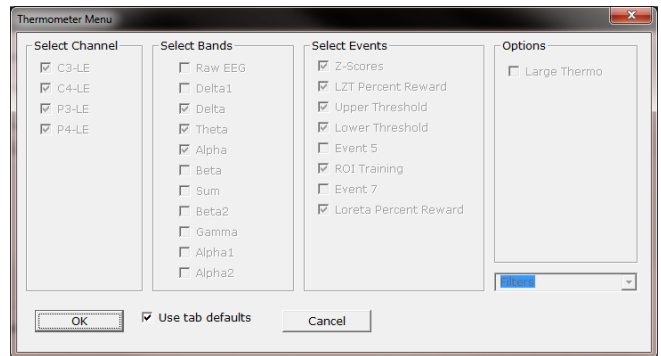 Thermometer Menu
Select Channel
C3-LE
C4-LE
P3-LE
P4-LE
Select Bands
Raw EEG
Delta1
Delta
Theta
Alpha
Beta
Sum
Beta2
Gamma
Alpha1
Alpha2
Select Events
Z-Scores
LZT Percent Reward
Upper Threshold
Lower Threshold
Event 5
ROI Training
Event 7
Loreta Percent Reward
Options
Large Thermo
Filters
OK
Use tab defaults
Cancel